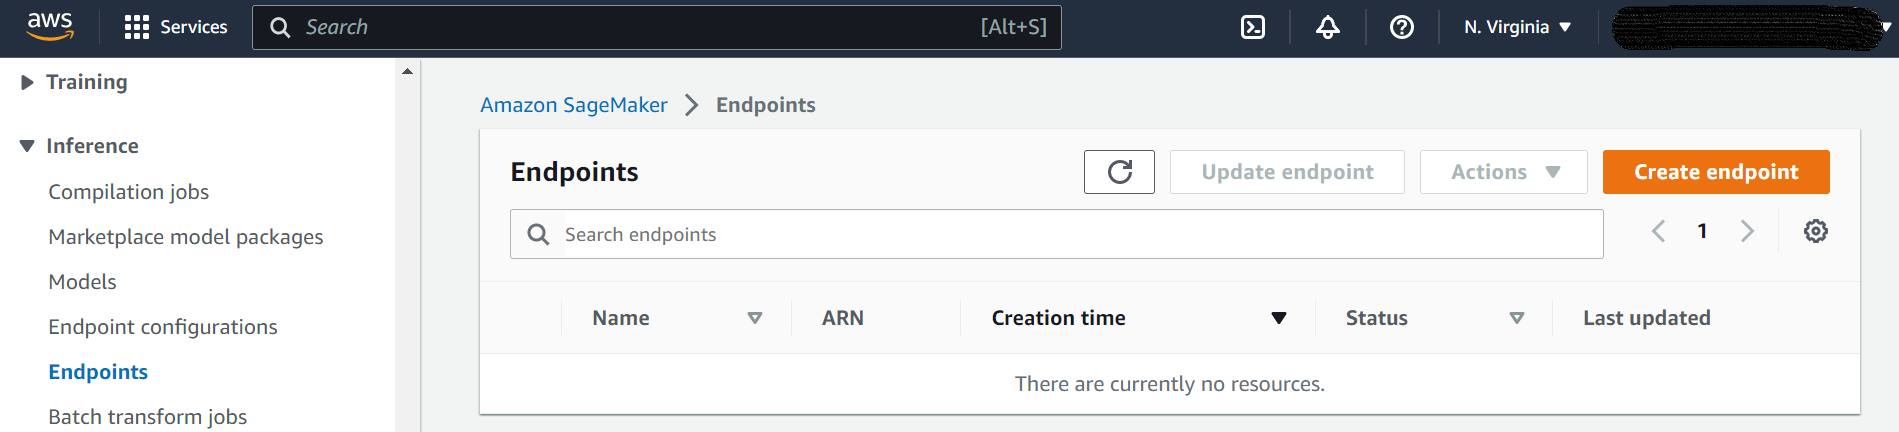 aws Services Search [Alt+S] N. Virginia
Training
Inference
Compilation jobs
Marketplace model packages
Models
Endpoint configurations
Endpoints
Batch transform jobs
Amazon SageMaker Endpoints
Endpoints Update endpoint Actions Create endpoint
Search endpoints 1
Name ARN Creation time Status Last updated
There are currently no resources.